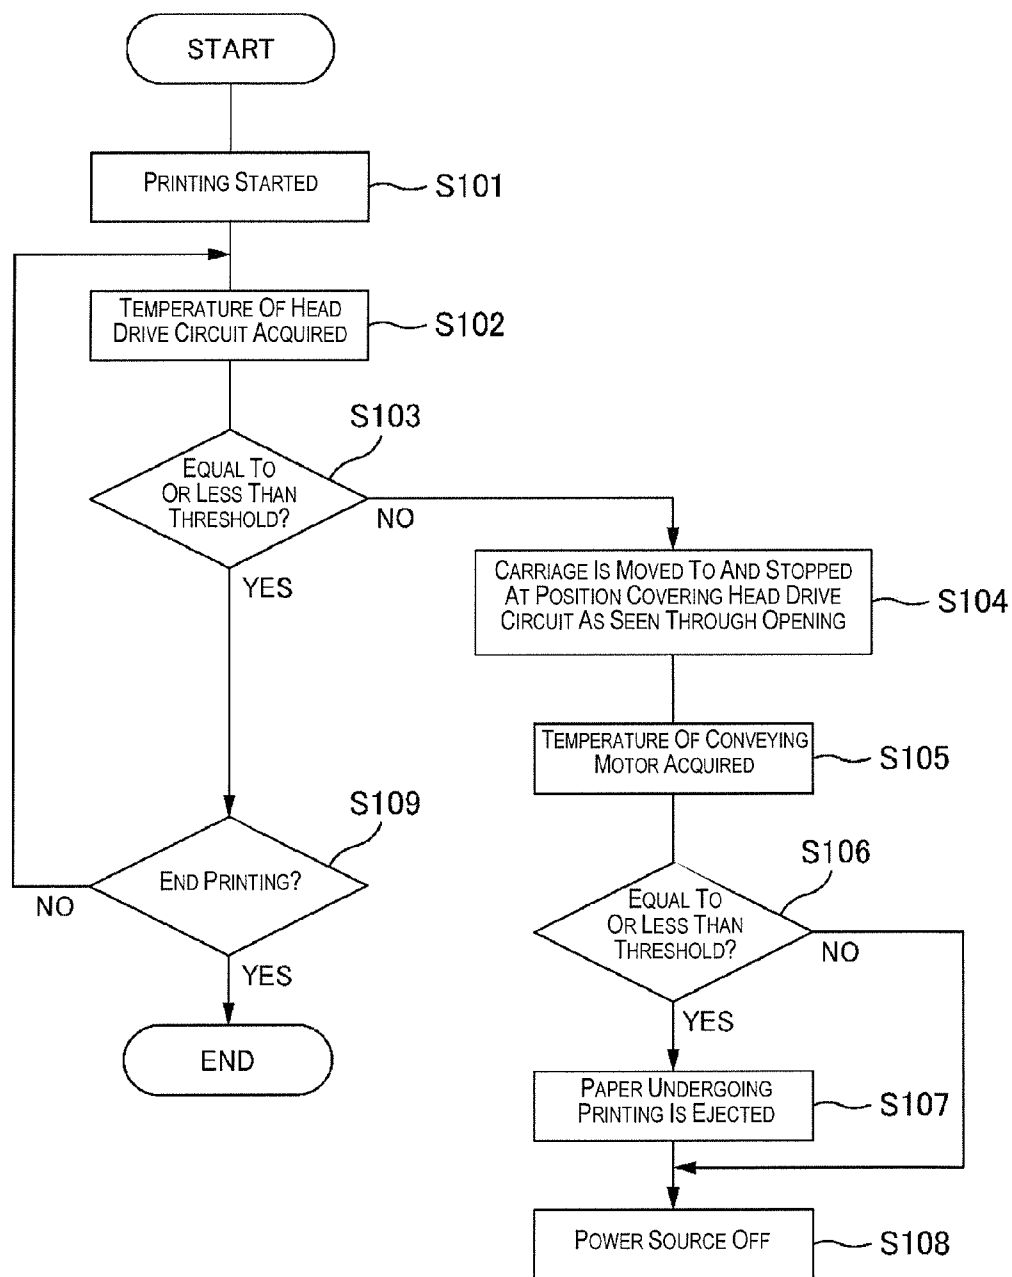 START
PRINTING STARTED
S101
TEMPERATURE OF HEAD
DRIVE CIRCUIT ACQUIRED
S102
S103
EQUAL TO
OR LESS THAN
THRESHOLD?
NO
YES
CARRIAGE IS MOVED TO AND STOPPED
AT POSITION COVERING HEAD DRIVE
CIRCUIT AS SEEN THROUGH OPENING
S104
TEMPERATURE OF CONVEYING
MOTOR ACQUIRED
S105
S106
EQUAL TO
OR LESS THAN
THRESHOLD?
NO
YES
PAPER UNDERGOING
PRINTING IS EJECTED
S107
POWER SOURCE OFF
S108
S109
END PRINTING?
NO
YES
END